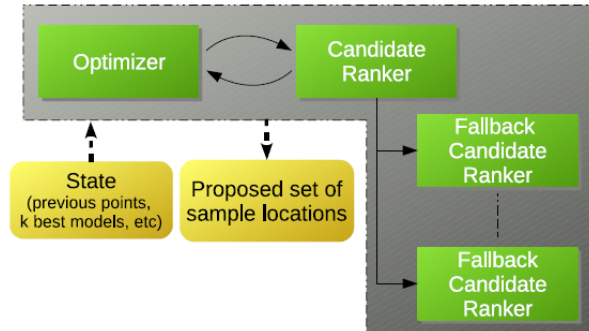 Optimizer
Candidate
Ranker
Fallback
Candidate
Ranker
State
(previous points,
k best models, etc)
Proposed set of
sample locations
Fallback
Candidate
Ranker